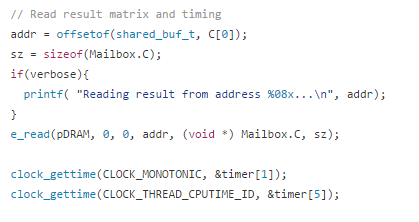 // Read result matrix and timing
addr = offsetof(shared_buf_t, C[0]);
sz = sizeof(Mailbox.C);
if(verbose){
  printf( "Reading result from address %08x...\n", addr);
}
e_read(pDRAM, 0, 0, addr, (void *) Mailbox.C, sz);

clock_gettime(CLOCK_MONOTONIC, &timer[1]);
clock_gettime(CLOCK_THREAD_CPUTIME_ID, &timer[5]);